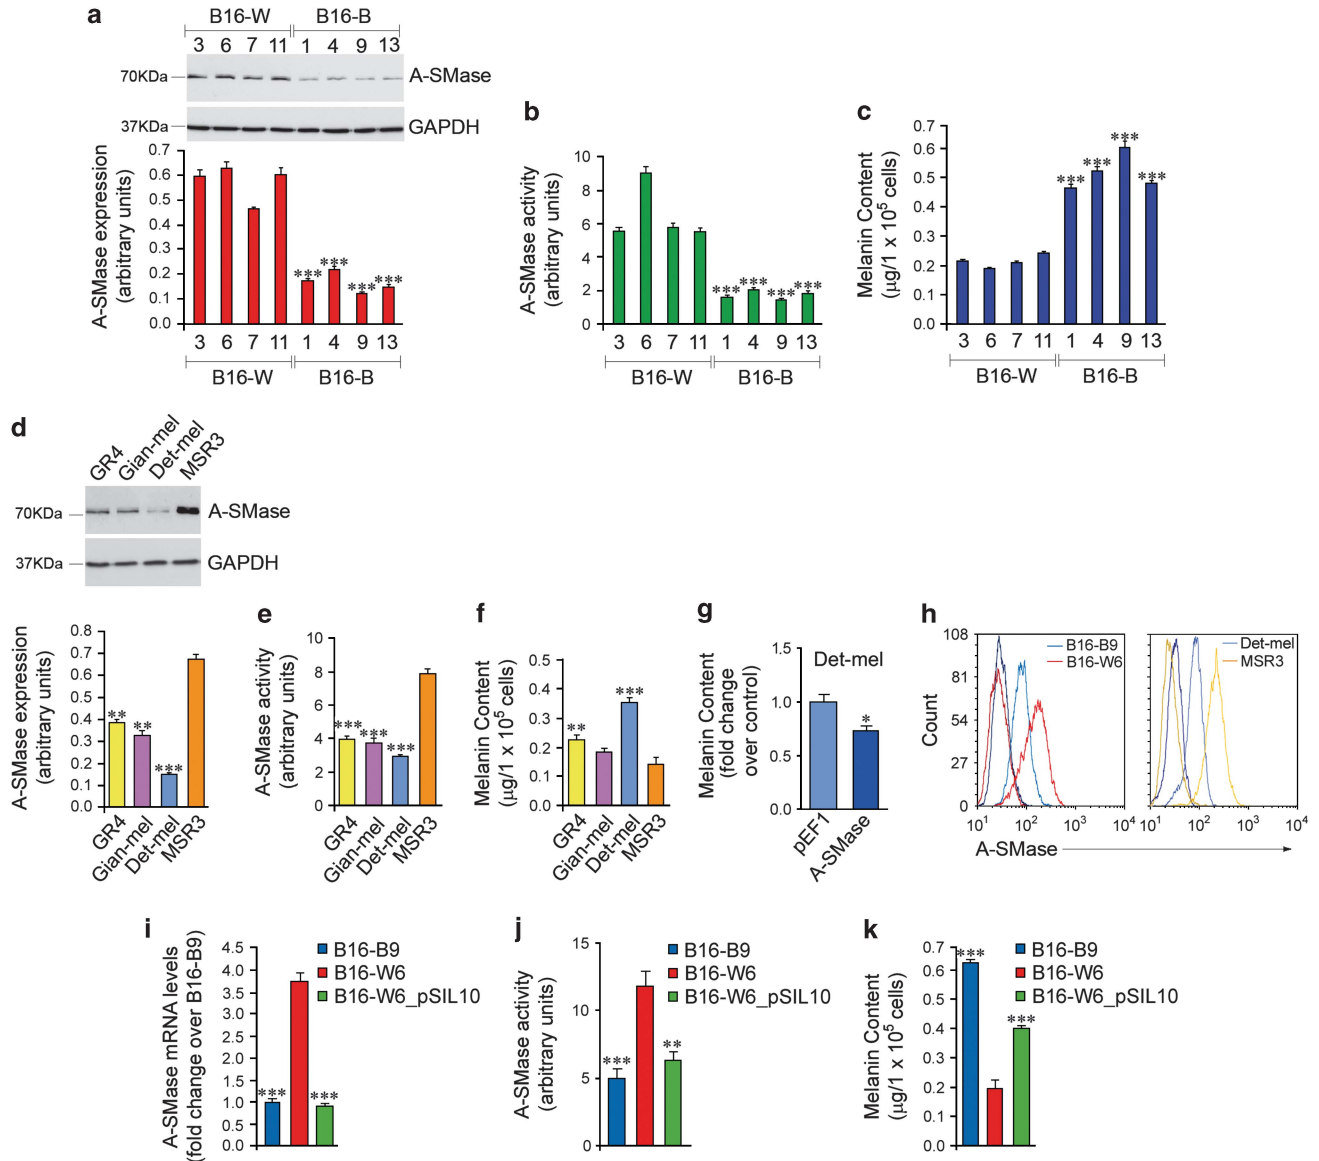 a
B16-W B16-B
3 6 7 11 1 4 9 13
70KDa A-SMase
37KDa GAPDH
A-SMase expression
(arbitrary units)
0.7
0.6
0.5
0.4
0.3
0.2
0.1
0.0
*** *** *** ***
3 6 7 11 1 4 9 13
B16-W B16-B
b
A-SMase activity
(arbitrary units)
10
8
6
4
2
0
*** *** *** ***
3 6 7 11 1 4 9 13
B16-W B16-B
c
Melanin Content
(μg/1 x 10⁵ cells)
0.7
0.6
0.5
0.4
0.3
0.2
0.1
0.0
*** *** *** ***
3 6 7 11 1 4 9 13
B16-W B16-B
d
GR4 Gian-mel Det-mel MSR3
70KDa A-SMase
37KDa GAPDH
A-SMase expression
(arbitrary units)
0.8
0.7
0.6
0.5
0.4
0.3
0.2
0.1
0.0
** ** ***
GR4 Gian-mel Det-mel MSR3
e
A-SMase activity
(arbitrary units)
10
8
6
4
2
0
*** *** ***
GR4 Gian-mel Det-mel MSR3
f
Melanin Content
(μg/1 x 10⁵ cells)
0.5
0.4
0.3
0.2
0.1
0.0
** ***
GR4 Gian-mel Det-mel MSR3
g
Melanin Content
(fold change
over control)
1.5
1.0
0.5
0.0
Det-mel
*
pEF1 A-SMase
h
Count
108
81
54
27
0
B16-B9
B16-W6
10¹ 10² 10³ 10⁴
Det-mel
MSR3
10¹ 10² 10³ 10⁴
A-SMase
i
A-SMase mRNA levels
(fold change over B16-B9)
4.5
4.0
3.5
3.0
2.5
2.0
1.5
1.0
0.5
0.0
B16-B9
B16-W6
B16-W6_pSIL10
*** ***
j
A-SMase activity
(arbitrary units)
15
10
5
0
B16-B9
B16-W6
B16-W6_pSIL10
*** **
k
Melanin Content
(μg/1 x 10⁵ cells)
0.7
0.6
0.5
0.4
0.3
0.2
0.1
0.0
B16-B9
B16-W6
B16-W6_pSIL10
*** ***